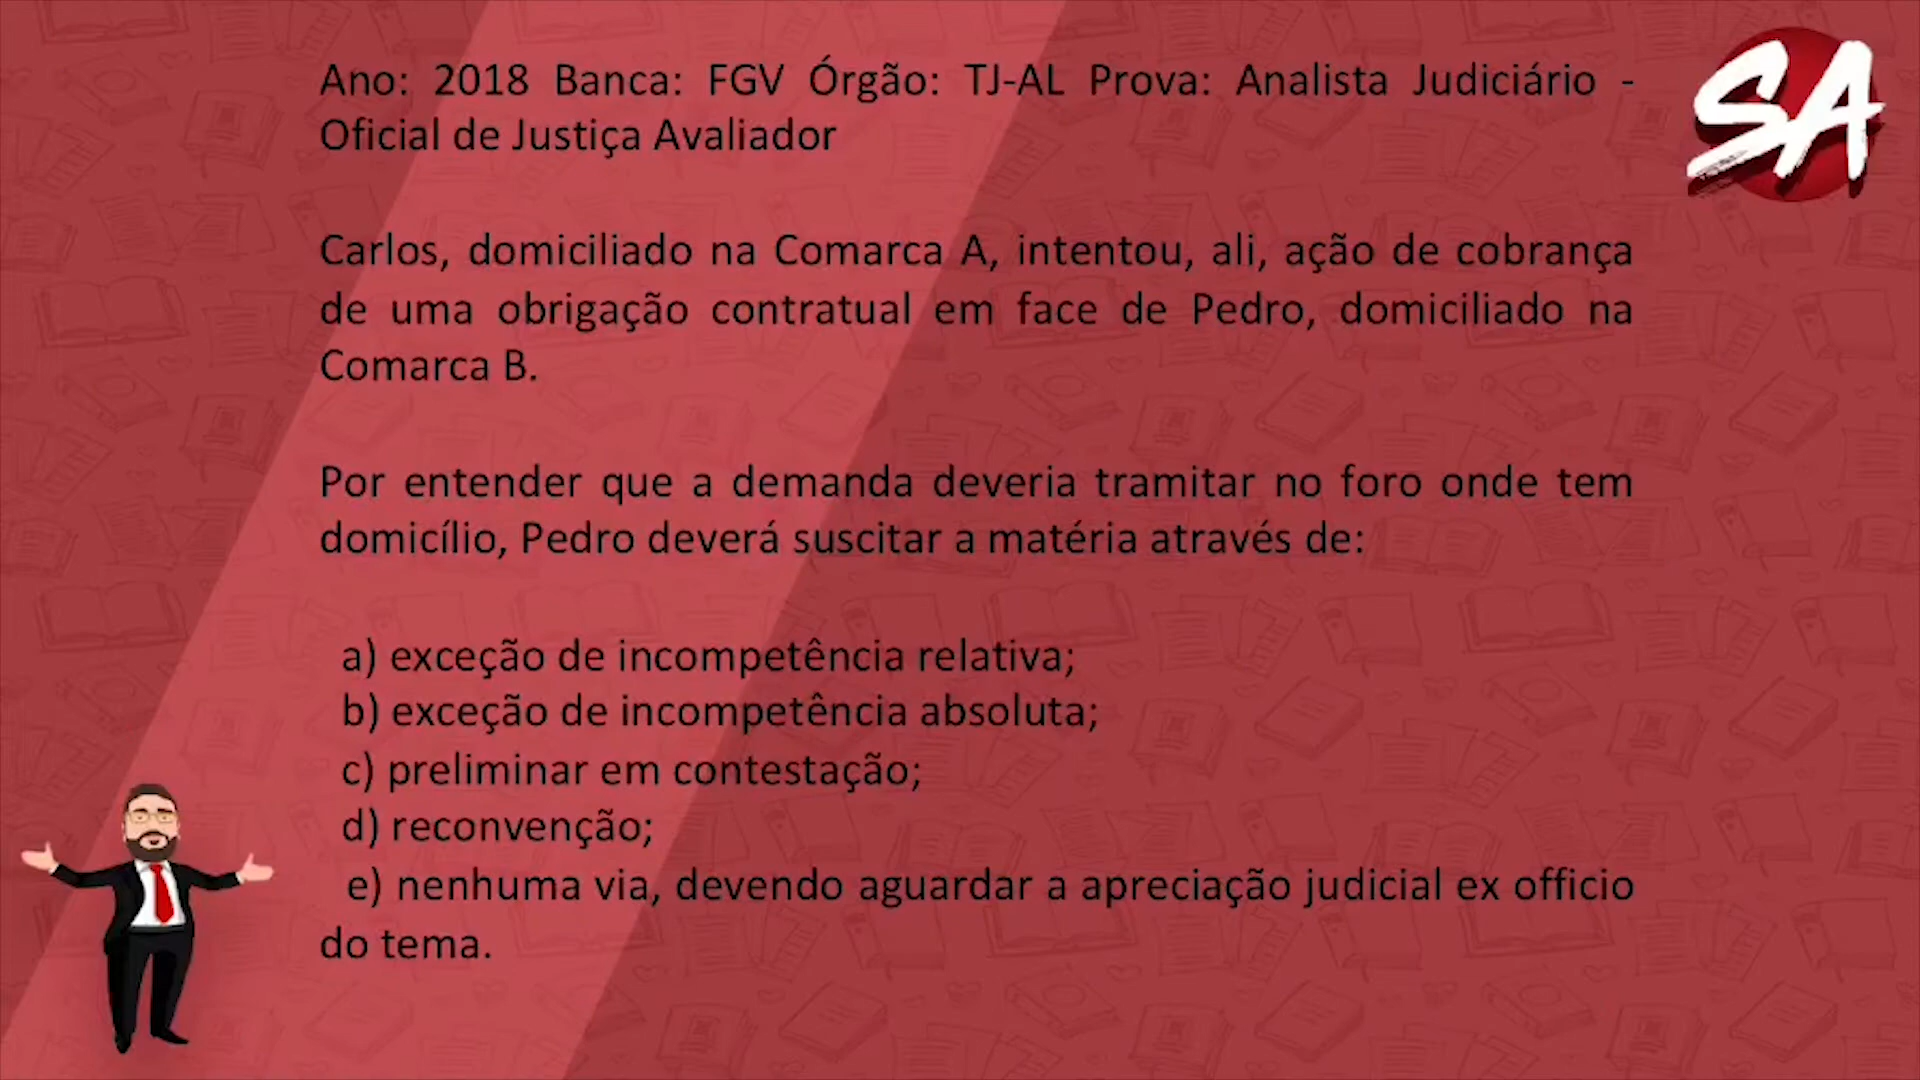 SA
Ano: 2018 Banca: FGV Órgão: TJ-AL Prova: Analista Judiciário -
Oficial de Justiça Avaliador
Carlos, domiciliado na Comarca A, intentou, ali, ação de cobrança
de uma obrigação contratual em face de Pedro, domiciliado na
Comarca B.
Por entender que a demanda deveria tramitar no foro onde tem
domicílio, Pedro deverá suscitar a matéria através de:
a) exceção de incompetência relativa;
b) exceção de incompetência absoluta;
c) preliminar em contestação;
d) reconvenção;
e) nenhuma via, devendo aguardar a apreciação judicial ex officio
do tema.